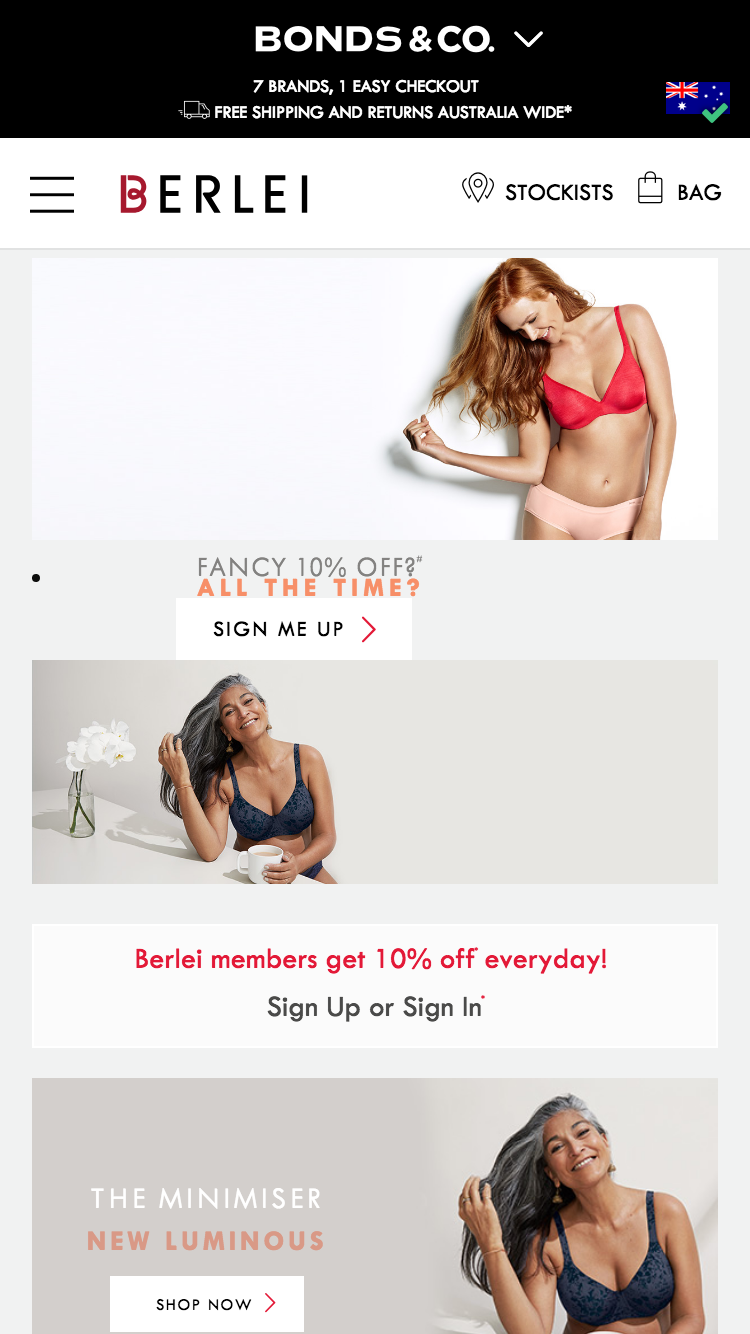 BONDS & CO.
7 BRANDS, 1 EASY CHECKOUT
FREE SHIPPING AND RETURNS AUSTRALIA WIDE*
BERLEI
STOCKISTS
BAG
FANCY 10% OFF?#
ALL THE TIME?
SIGN ME UP
Berlei members get 10% off* everyday!
Sign Up or Sign In*
THE MINIMISER
NEW LUMINOUS
SHOP NOW